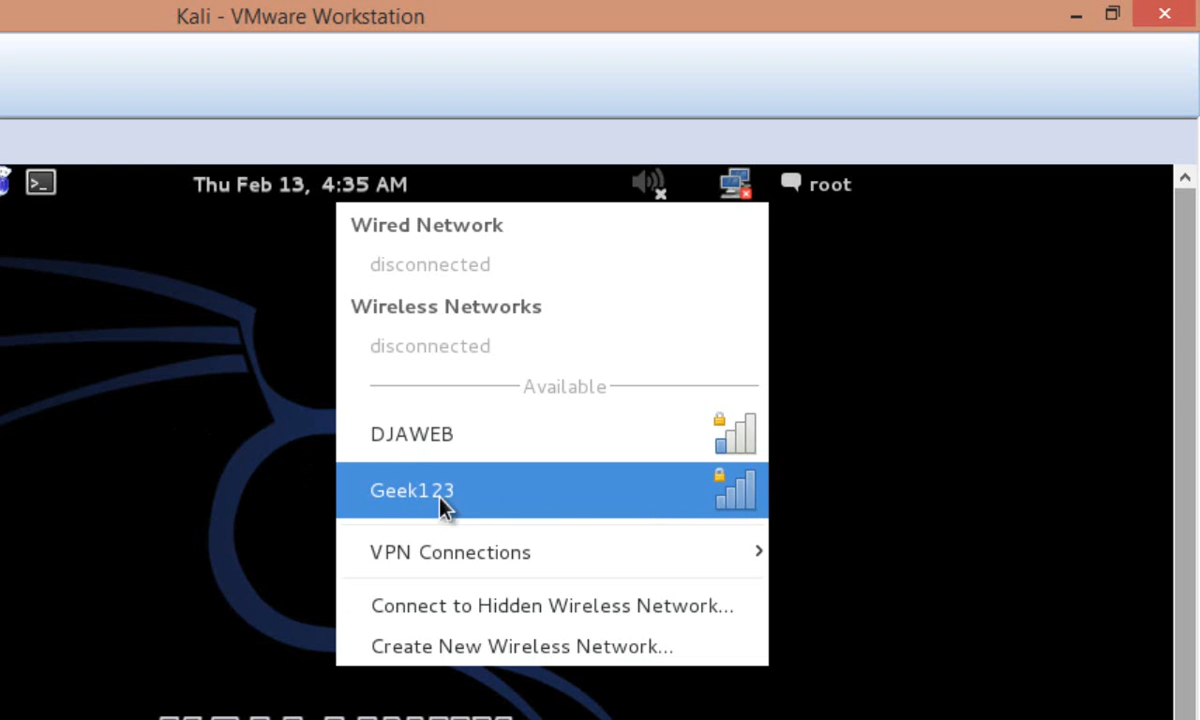 Kali - VMware Workstation
Thu Feb 13, 4:35 AM
root
Wired Network
disconnected
Wireless Networks
disconnected
Available
DJAWEB
Geek123
VPN Connections
Connect to Hidden Wireless Network...
Create New Wireless Network...